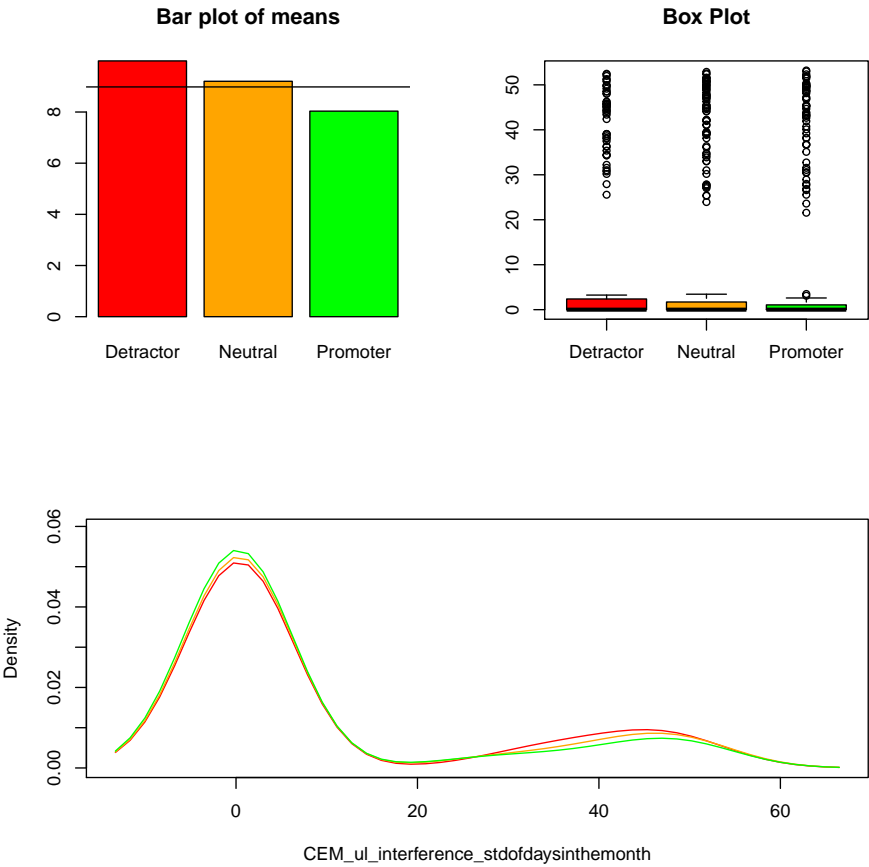 Bar plot of means
0 2 4 6 8
Detractor Neutral Promoter
Box Plot
0 10 20 30 40 50
Detractor Neutral Promoter
Density
0.00 0.02 0.04 0.06
0 20 40 60
CEM_ul_interference_stdofdaysinthemonth